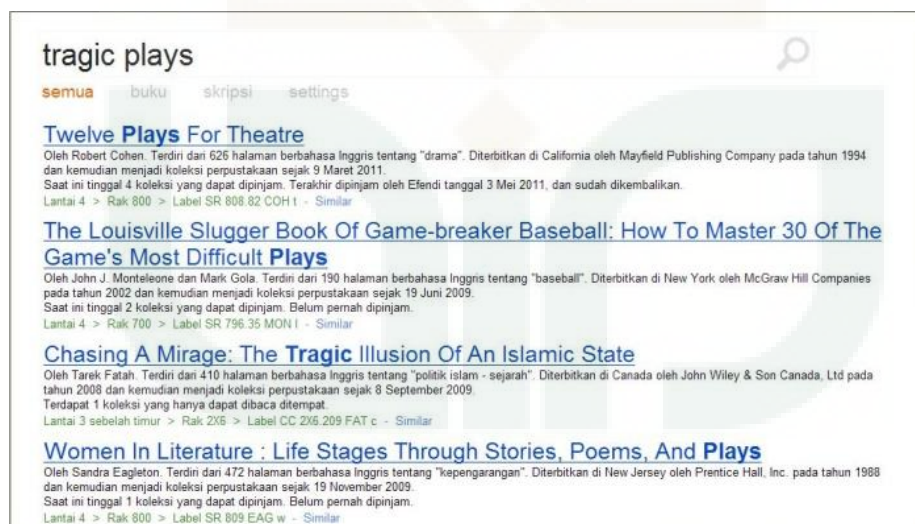 tragic plays
semua buku skripsi settings
Twelve Plays For Theatre
Oleh Robert Cohen. Terdiri dari 626 halaman berbahasa Inggris tentang "drama". Diterbitkan di California oleh Mayfield Publishing Company pada tahun 1994
dan kemudian menjadi koleksi perpustakaan sejak 9 Maret 2011.
Saat ini tinggal 4 koleksi yang dapat dipinjam. Terakhir dipinjam oleh Efendi tanggal 3 Mei 2011, dan sudah dikembalikan.
Lantai 4 > Rak 800 > Label SR 808.82 COH t - Similar
The Louisville Slugger Book Of Game-breaker Baseball: How To Master 30 Of The
Game's Most Difficult Plays
Oleh John J. Monteleone dan Mark Gola. Terdiri dari 190 halaman berbahasa Inggris tentang "baseball". Diterbitkan di New York oleh McGraw Hill Companies
pada tahun 2002 dan kemudian menjadi koleksi perpustakaan sejak 19 Juni 2009.
Saat ini tinggal 2 koleksi yang dapat dipinjam. Belum pernah dipinjam.
Lantai 4 > Rak 700 > Label SR 796.35 MON l - Similar
Chasing A Mirage: The Tragic Illusion Of An Islamic State
Oleh Tarek Fatah. Terdiri dari 410 halaman berbahasa Inggris tentang "politik islam - sejarah". Diterbitkan di Canada oleh John Wiley & Son Canada, Ltd pada
tahun 2008 dan kemudian menjadi koleksi perpustakaan sejak 8 September 2009.
Terdapat 1 koleksi yang hanya dapat dibaca ditempat.
Lantai 3 sebelah timur > Rak 2X6 > Label CC 2X6.209 FAT c - Similar
Women In Literature : Life Stages Through Stories, Poems, And Plays
Oleh Sandra Eagleton. Terdiri dari 472 halaman berbahasa Inggris tentang "kepengarangan". Diterbitkan di New Jersey oleh Prentice Hall, Inc. pada tahun 1988
dan kemudian menjadi koleksi perpustakaan sejak 19 November 2009.
Saat ini tinggal 1 koleksi yang dapat dipinjam. Belum pernah dipinjam.
Lantai 4 > Rak 800 > Label SR 809 EAG w - Similar